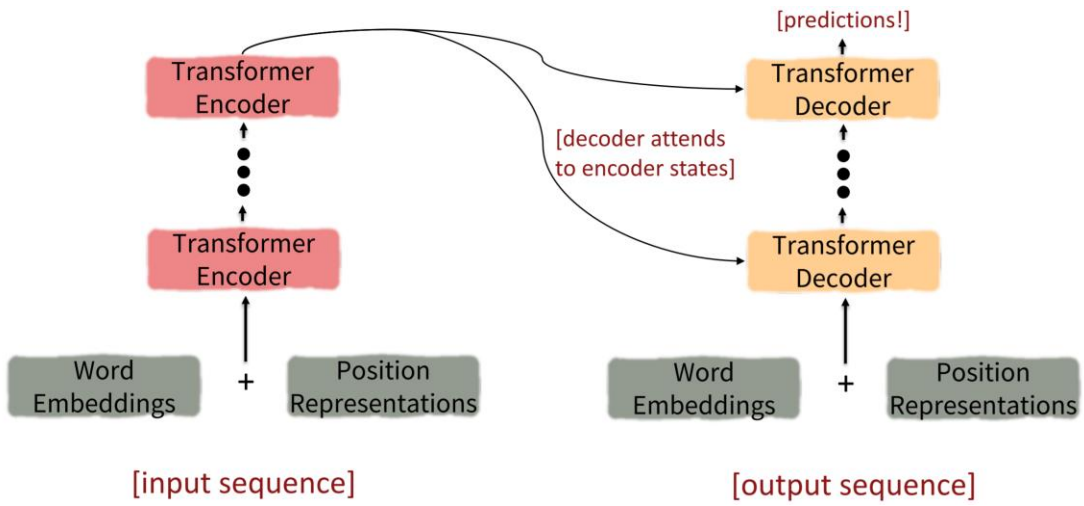 [predictions!]
Transformer
Encoder
Transformer
Decoder
[decoder attends
to encoder states]
Transformer
Encoder
Transformer
Decoder
Word
Embeddings
+
Position
Representations
Word
Embeddings
+
Position
Representations
[input sequence]
[output sequence]